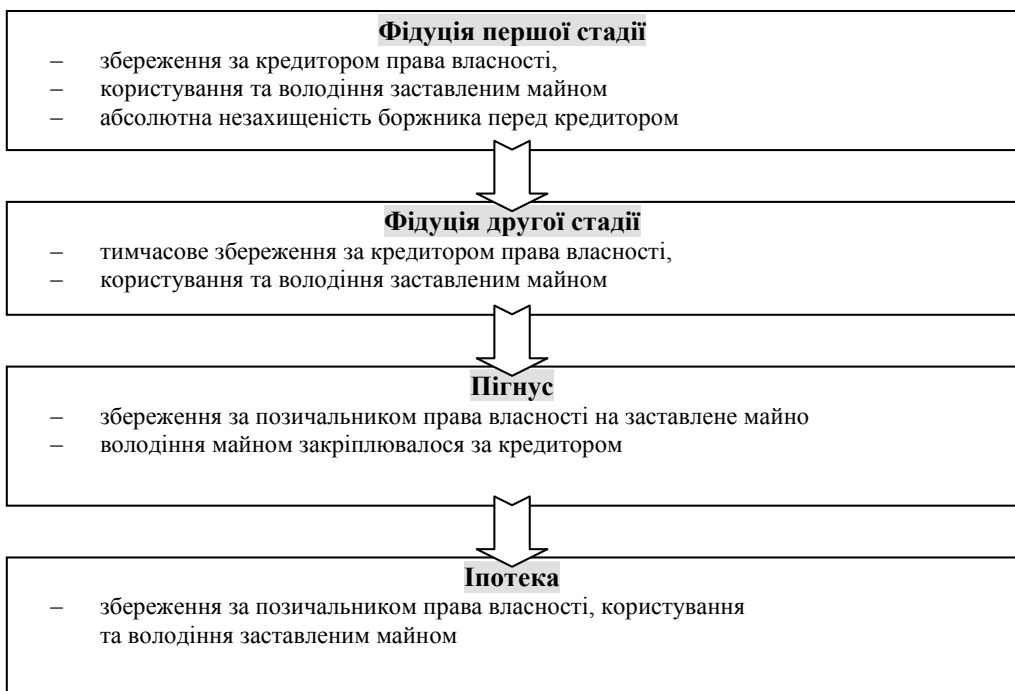 Фідуція першої стадії
– збереження за кредитором права власності,
– користування та володіння заставленим майном
– абсолютна незахищеність боржника перед кредитором
Фідуція другої стадії
– тимчасове збереження за кредитором права власності,
– користування та володіння заставленим майном
Пігнус
– збереження за позичальником права власності на заставлене майно
– володіння майном закріплювалося за кредитором
Іпотека
– збереження за позичальником права власності, користування
та володіння заставленим майном